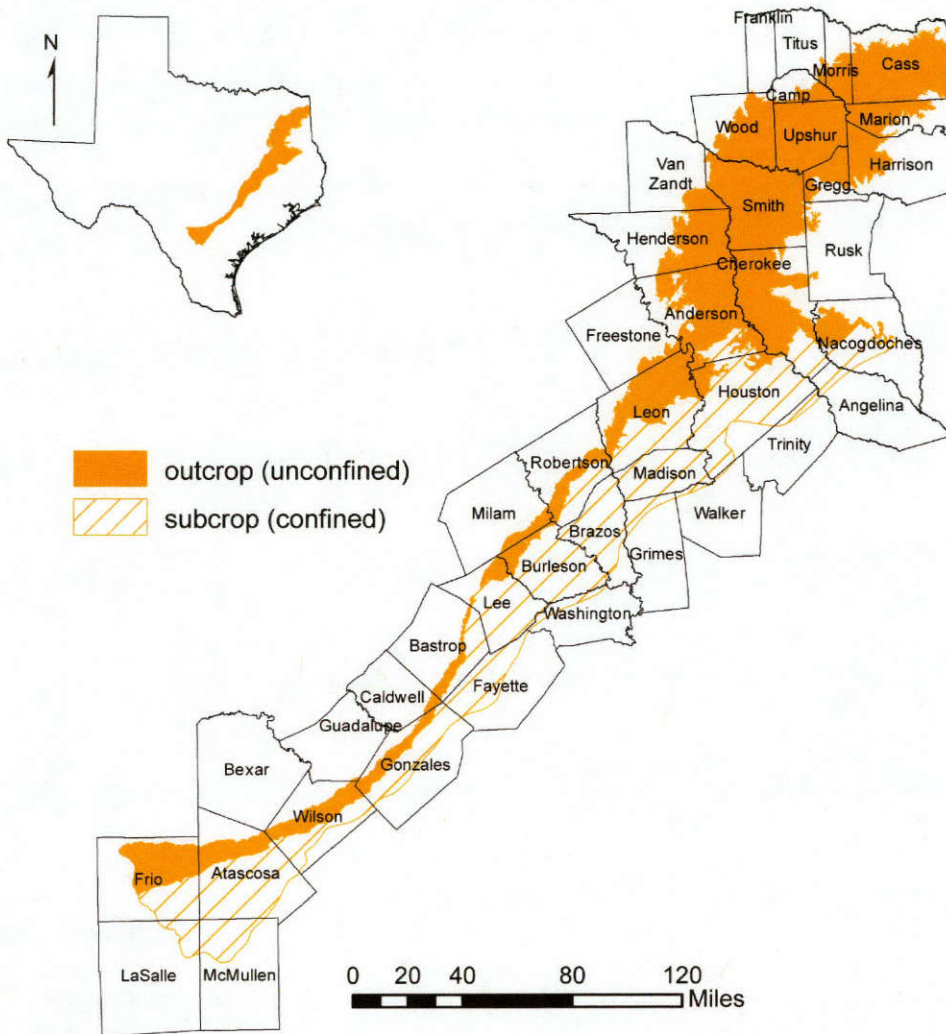 N
Franklin
Titus
Morris
Cass
Camp
Wood
Upshur
Marion
Van
Zandt
Harrison
Gregg
Smith
Henderson
Rusk
Cherokee
Anderson
Freestone
Nacogdoches
Houston
Leon
Angelina
Trinity
outcrop (unconfined)
subcrop (confined)
Robertson
Madison
Milam
Walker
Brazos
Grimes
Burleson
Lee
Washington
Bastrop
Fayette
Caldwell
Guadalupe
Gonzales
Bexar
Wilson
Atascosa
Frio
LaSalle
McMullen
0 20 40 80 120
Miles